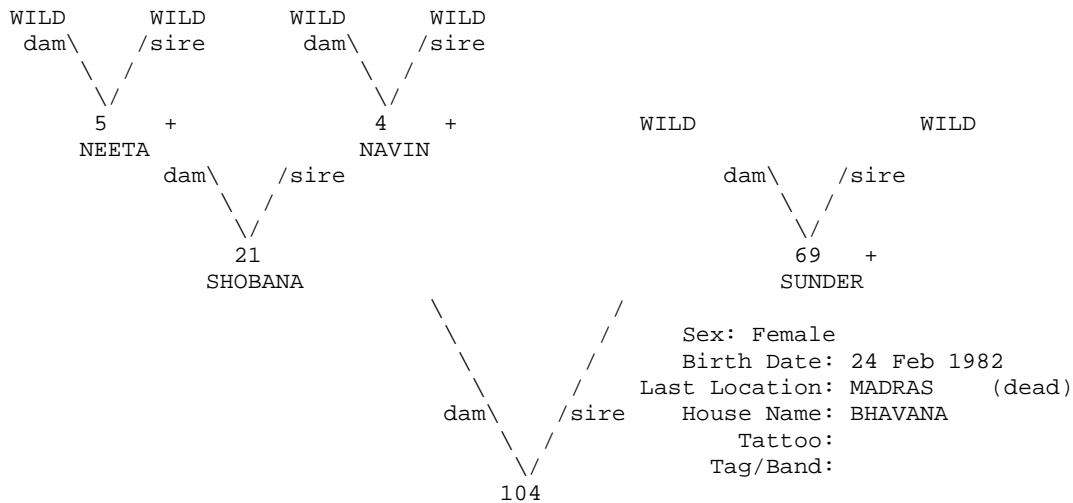 WILD WILD WILD WILD
dam\ /sire dam\ /sire
\ / \ /
\/ \/
5 + 4 + WILD WILD
NEETA NAVIN
dam\ /sire dam\ /sire
\ / \ /
\/ \/
21 69 +
SHOBANA SUNDER
\ /
\ / Sex: Female
\ / Birth Date: 24 Feb 1982
\ / Last Location: MADRAS (dead)
dam\ /sire House Name: BHAVANA
\ / Tattoo:
\/ Tag/Band:
104